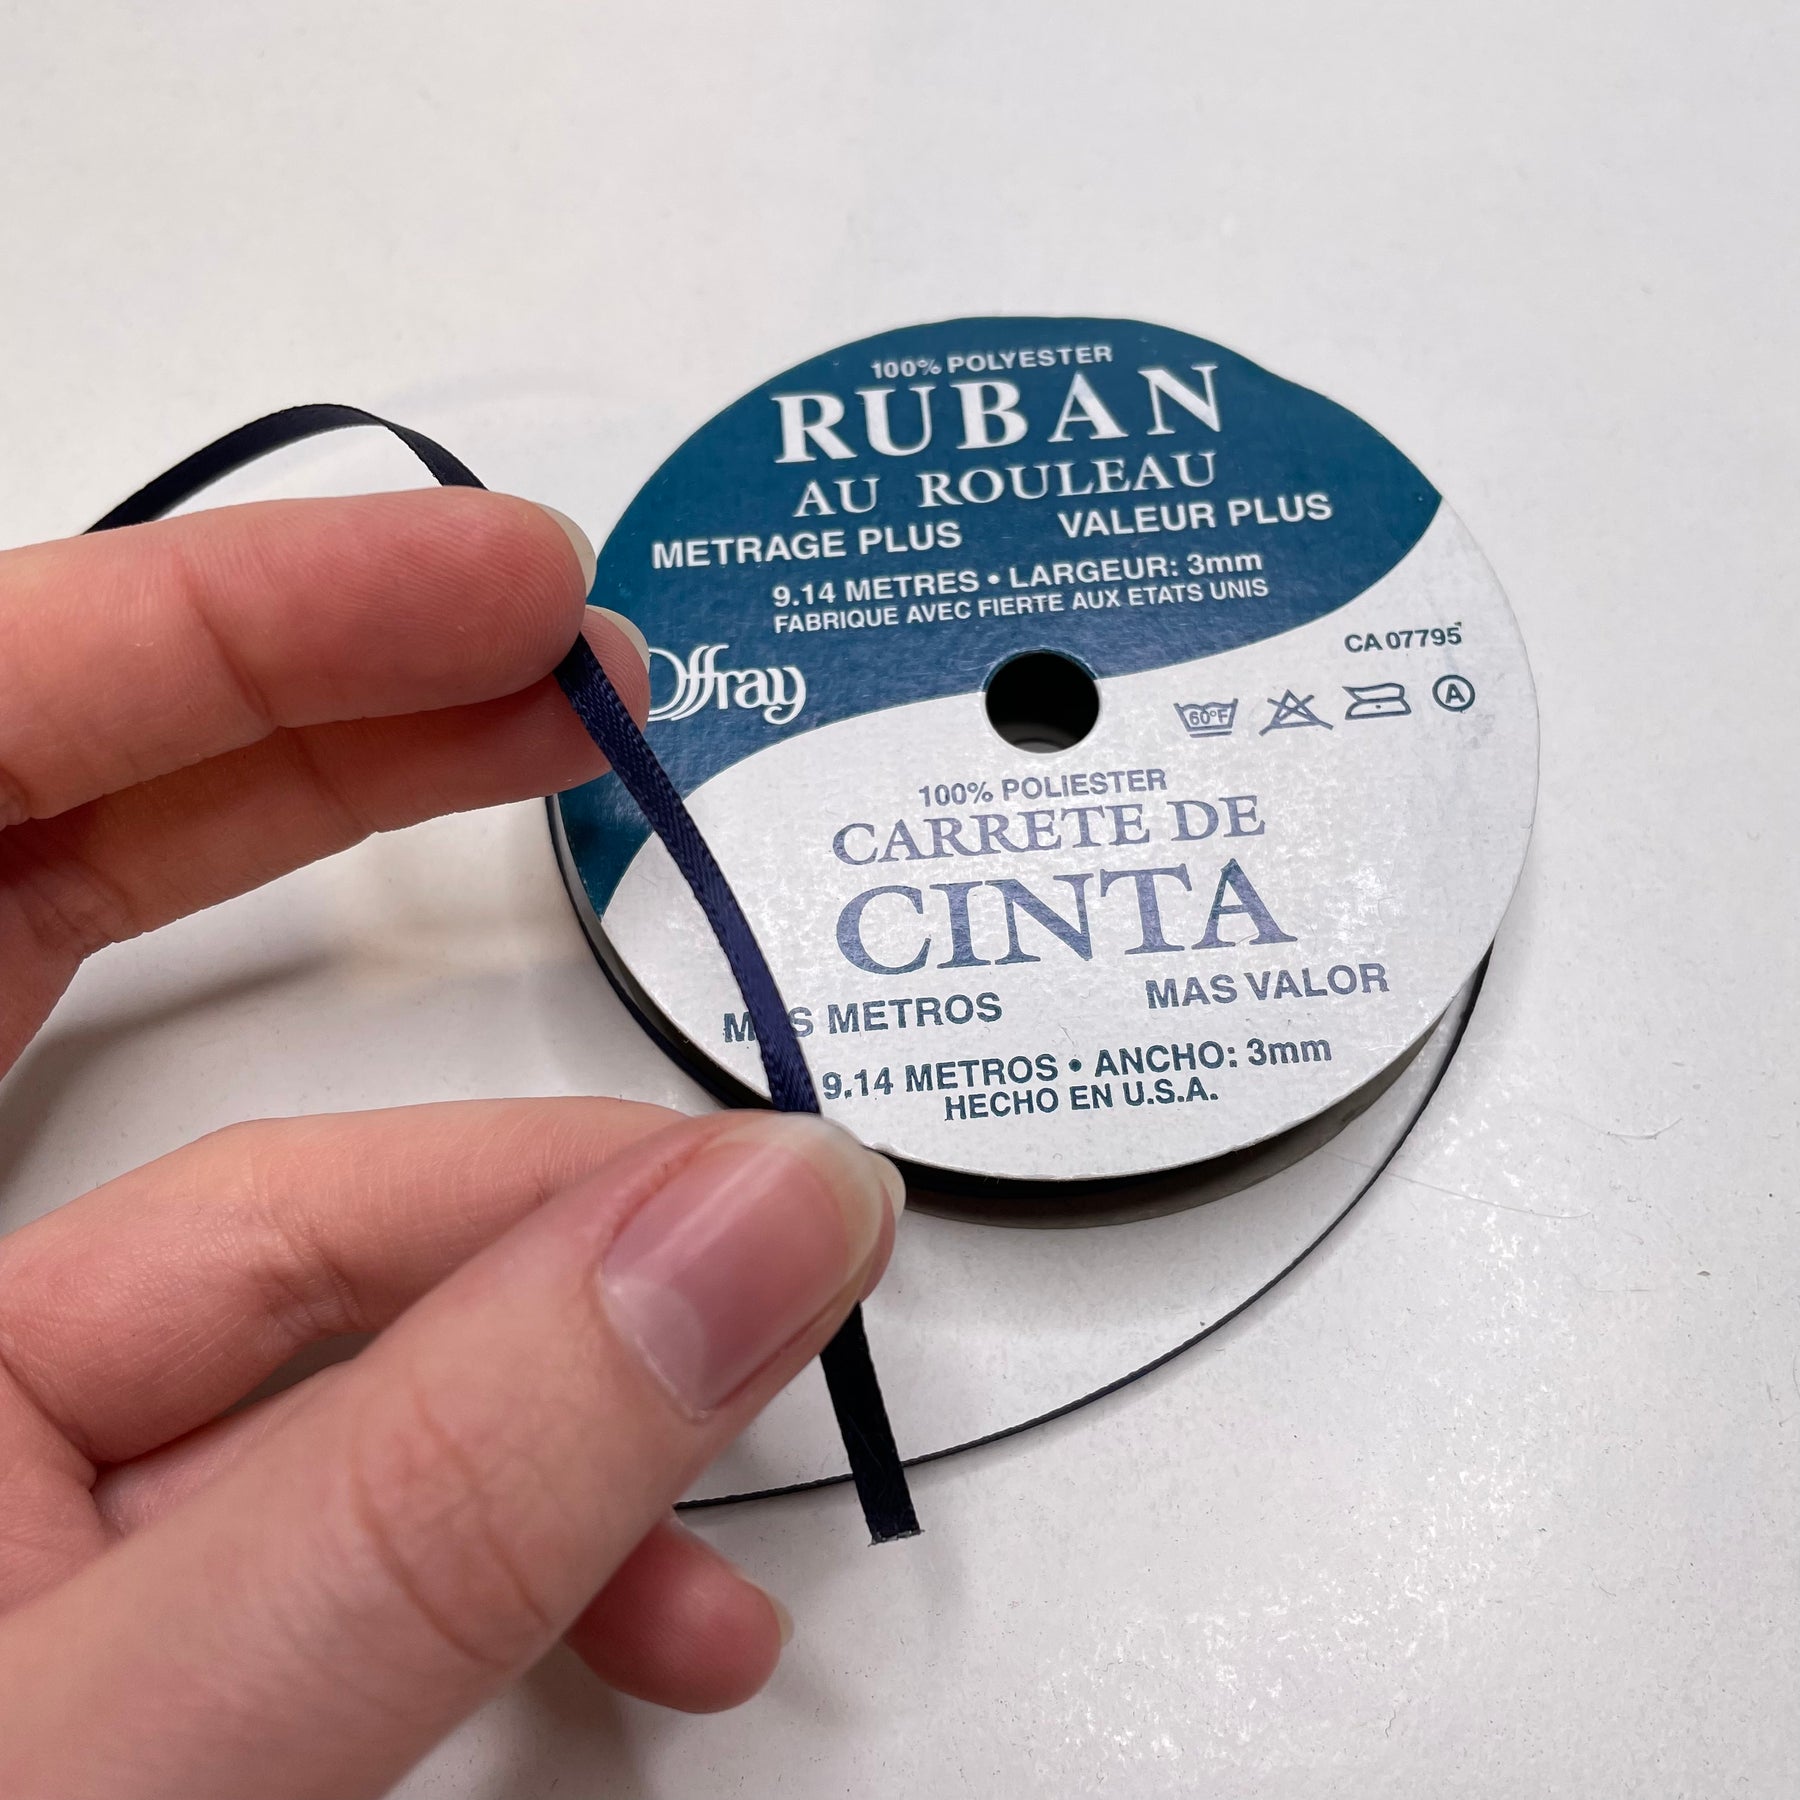 100% POLYESTER
RUBAN
AU ROULEAU
METRAGE PLUS VALEUR PLUS
9.14 METRES • LARGEUR: 3mm
FABRIQUE AVEC FIERTE AUX ETATS UNIS
Offray
CA 07795
60°F
A
100% POLIESTER
CARRETE DE
CINTA
METROS MAS VALOR
9.14 METROS • ANCHO: 3mm
HECHO EN U.S.A.